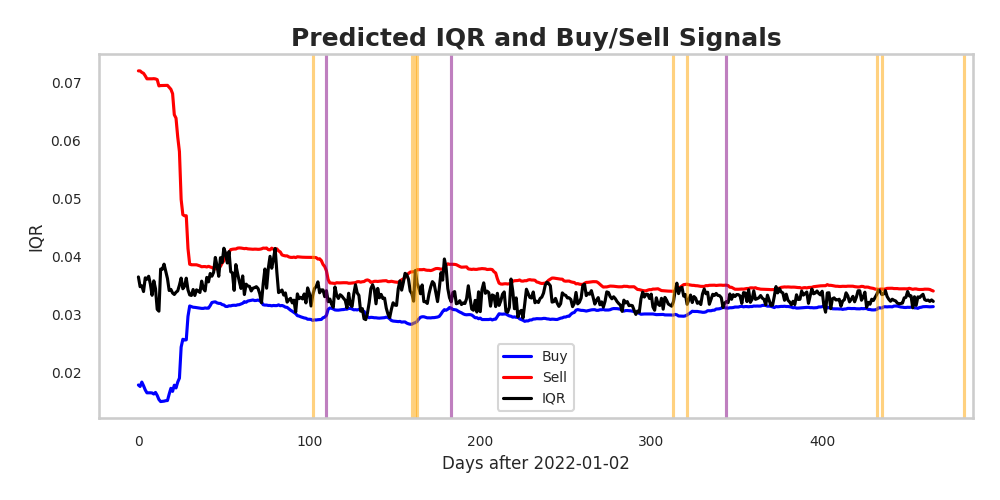 Predicted IQR and Buy/Sell Signals
0.07
0.06
0.05
0.04
0.03
0.02
IQR
Buy
Sell
IQR
0 100 200 300 400
Days after 2022-01-02